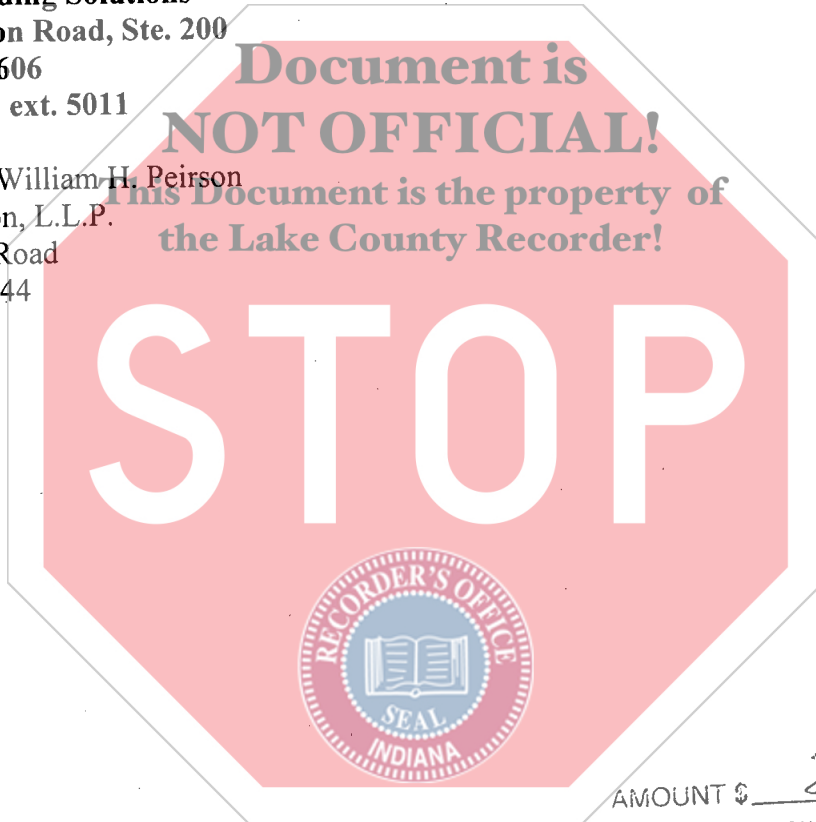 on Road, Ste. 200
606
ext. 5011
Document is
NOT OFFICIAL!
William H. Peirson
This Document is the property of
n, L.L.P.
the Lake County Recorder!
Road
44
STOP
RECORDER'S OFFICE
SEAL
INDIANA
AMOUNT $